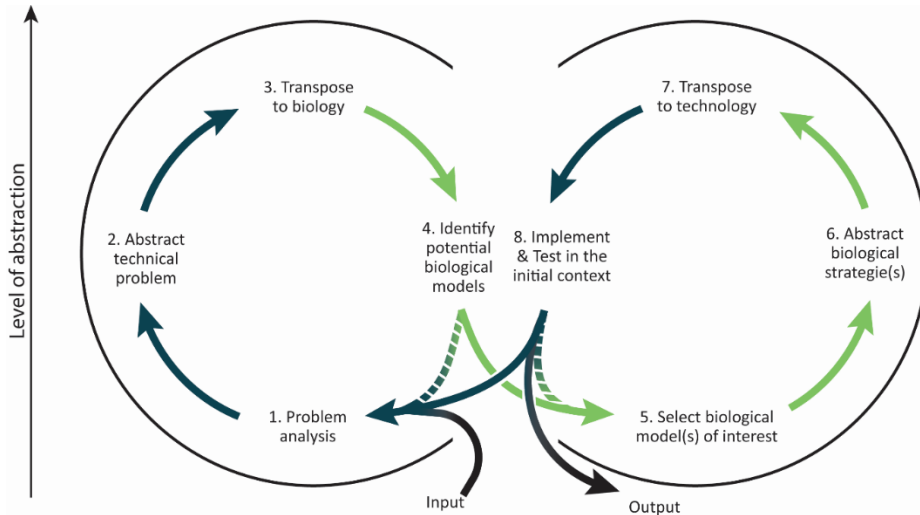 Level of abstraction
3. Transpose
to biology
7. Transpose
to technology
2. Abstract
technical
problem
4. Identify
potential
biological
models
8. Implement
& Test in the
initial context
6. Abstract
biological
strategie(s)
1. Problem
analysis
5. Select biological
model(s) of interest
Input
Output